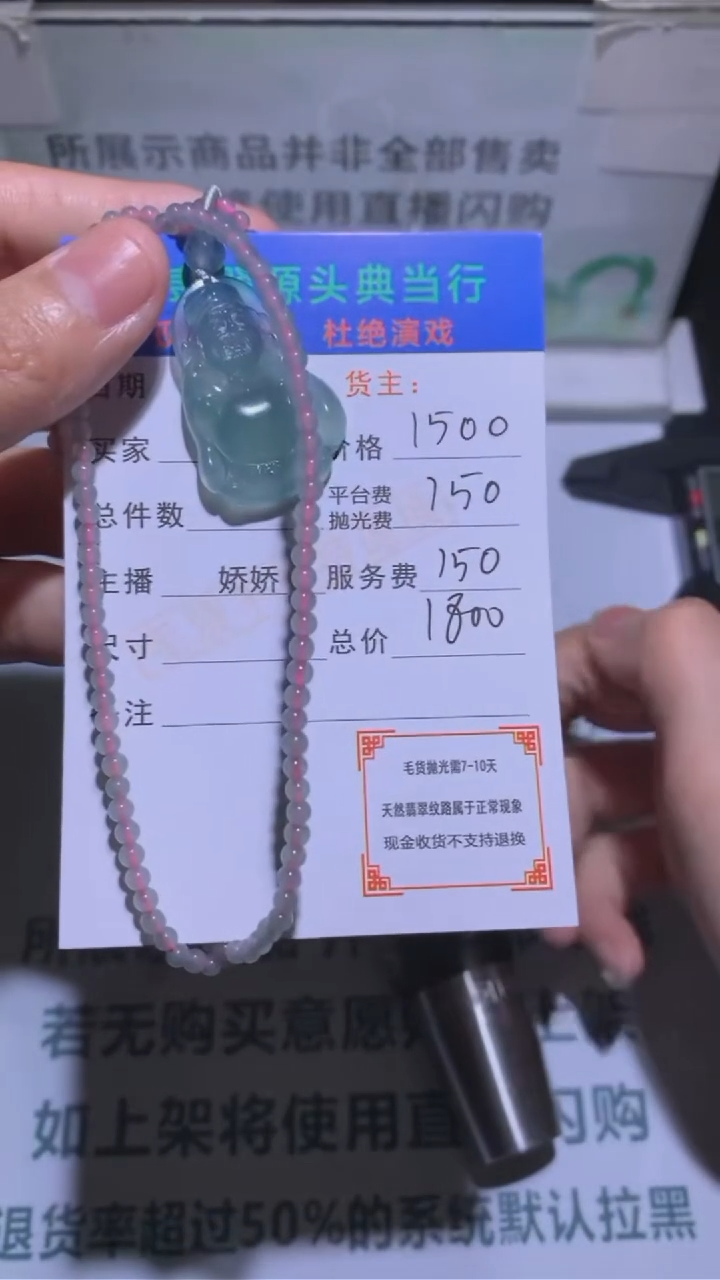 所展示商品并非全部售卖
使用直播闪购
源头典当行
杜绝演戏
期 货主：
买家 价格 1500
总件数 平台费 150
抛光费
主播 娇娇 服务费 150
尺寸 总价 1800
注
毛货抛光需7-10天
天然翡翠纹路属于正常现象
现金收货不支持退换
若无购买意愿
如上架将使用直 闪购
退货率超过50%的系统默认拉黑